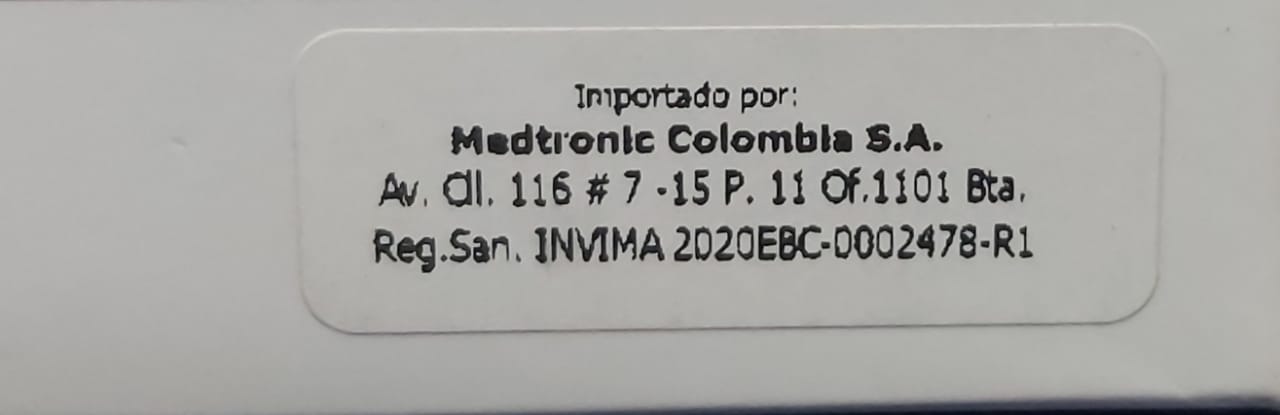 Importado por:
Medtronic Colombia S.A.
Av. Cll. 116 # 7 -15 P. 11 Of.1101 Bta.
Reg.San. INVIMA 2020EBC-0002478-R1